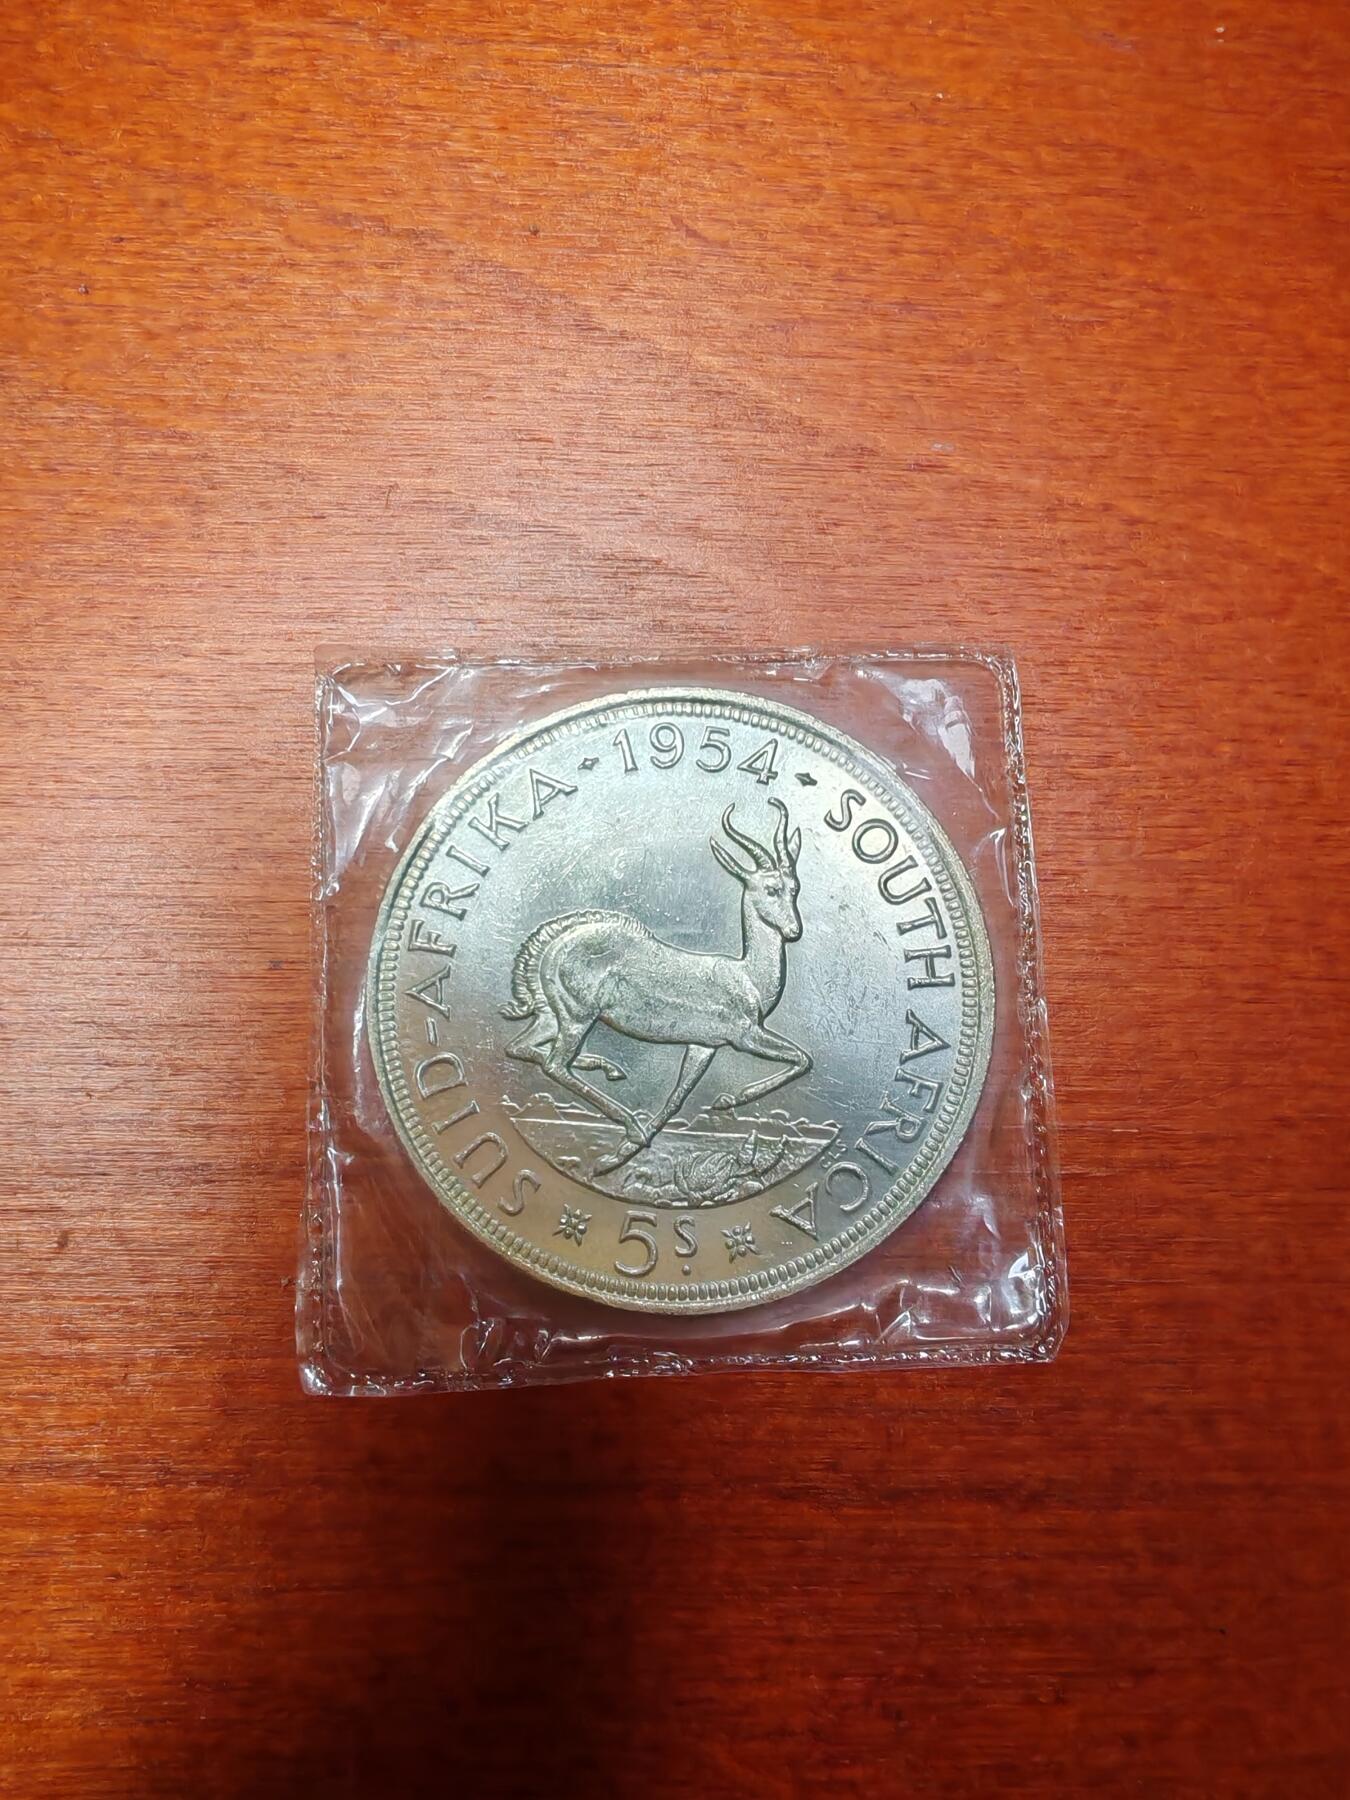 SUID-AFRIKA · 1954 · SOUTH AFRICA
5S